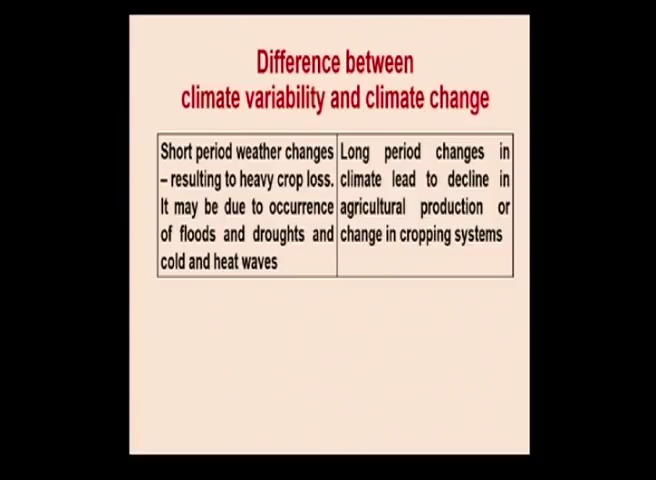 Difference between
climate variability and climate change
Short period weather changes
– resulting to heavy crop loss.
It may be due to occurrence
of floods and droughts and
cold and heat waves
Long period changes in
climate lead to decline in
agricultural production or
change in cropping systems